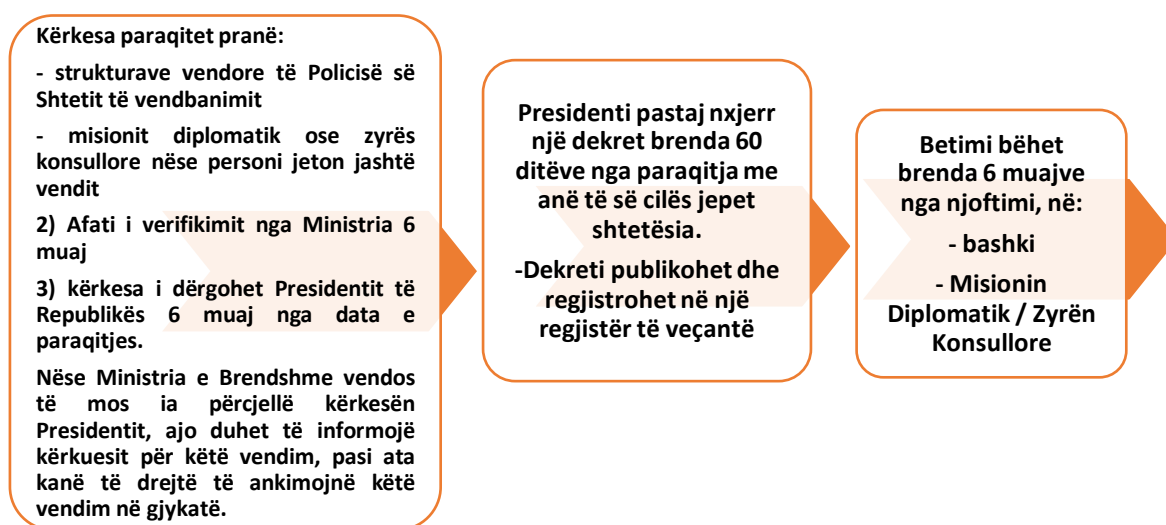 Kërkesa paraqitet pranë:
- strukturave vendore të Policisë së
Shtetit të vendbanimit
- misionit diplomatik ose zyrës
konsullore nëse personi jeton jashtë
vendit
2) Afati i verifikimit nga Ministria 6
muaj
3) kërkesa i dërgohet Presidentit të
Republikës 6 muaj nga data e
paraqitjes.
Nëse Ministria e Brendshme vendos
të mos ia përcjellë kërkesën
Presidentit, ajo duhet të informojë
kërkuesit për këtë vendim, pasi ata
kanë të drejtë të ankimojnë këtë
vendim në gjykatë.
Presidenti pastaj nxjerr
një dekret brenda 60
ditëve nga paraqitja me
anë të së cilës jepet
shtetësia.
-Dekreti publikohet dhe
regjistrohet në një
regjistër të veçantë
Betimi bëhet
brenda 6 muajve
nga njoftimi, në:
- bashki
- Misionin
Diplomatik / Zyrën
Konsullore